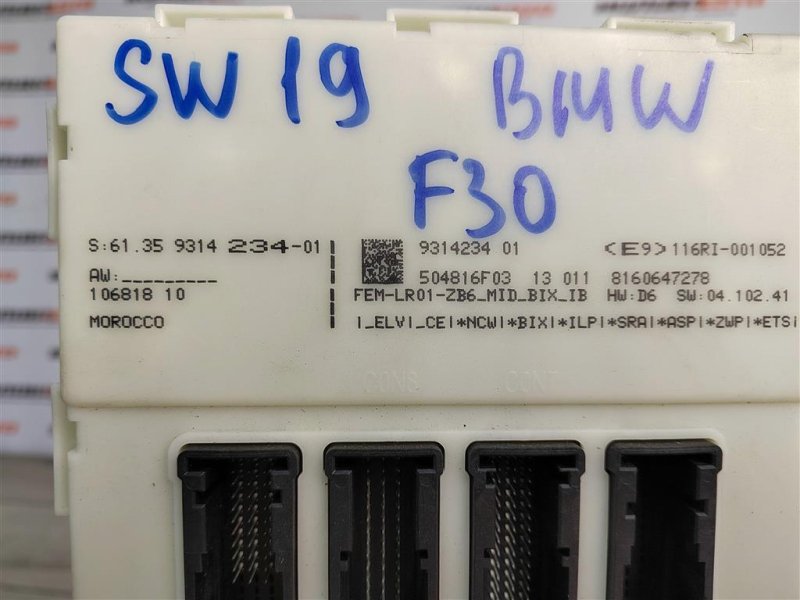 SW 19 BMW
F30
S:61.35 9314 234-01
AW:_________
106818 10
MOROCCO
9314234 01 <E9>116RI-001052
504816F03 13 011 8160647278
FEM-LR01-ZB6_MID_BIX_IB HW:D6 SW:04.102.41
|_ELV|_CE|*NCW|*BIX|*ILP|*SRA|*ASP|*ZWP|*ETS|